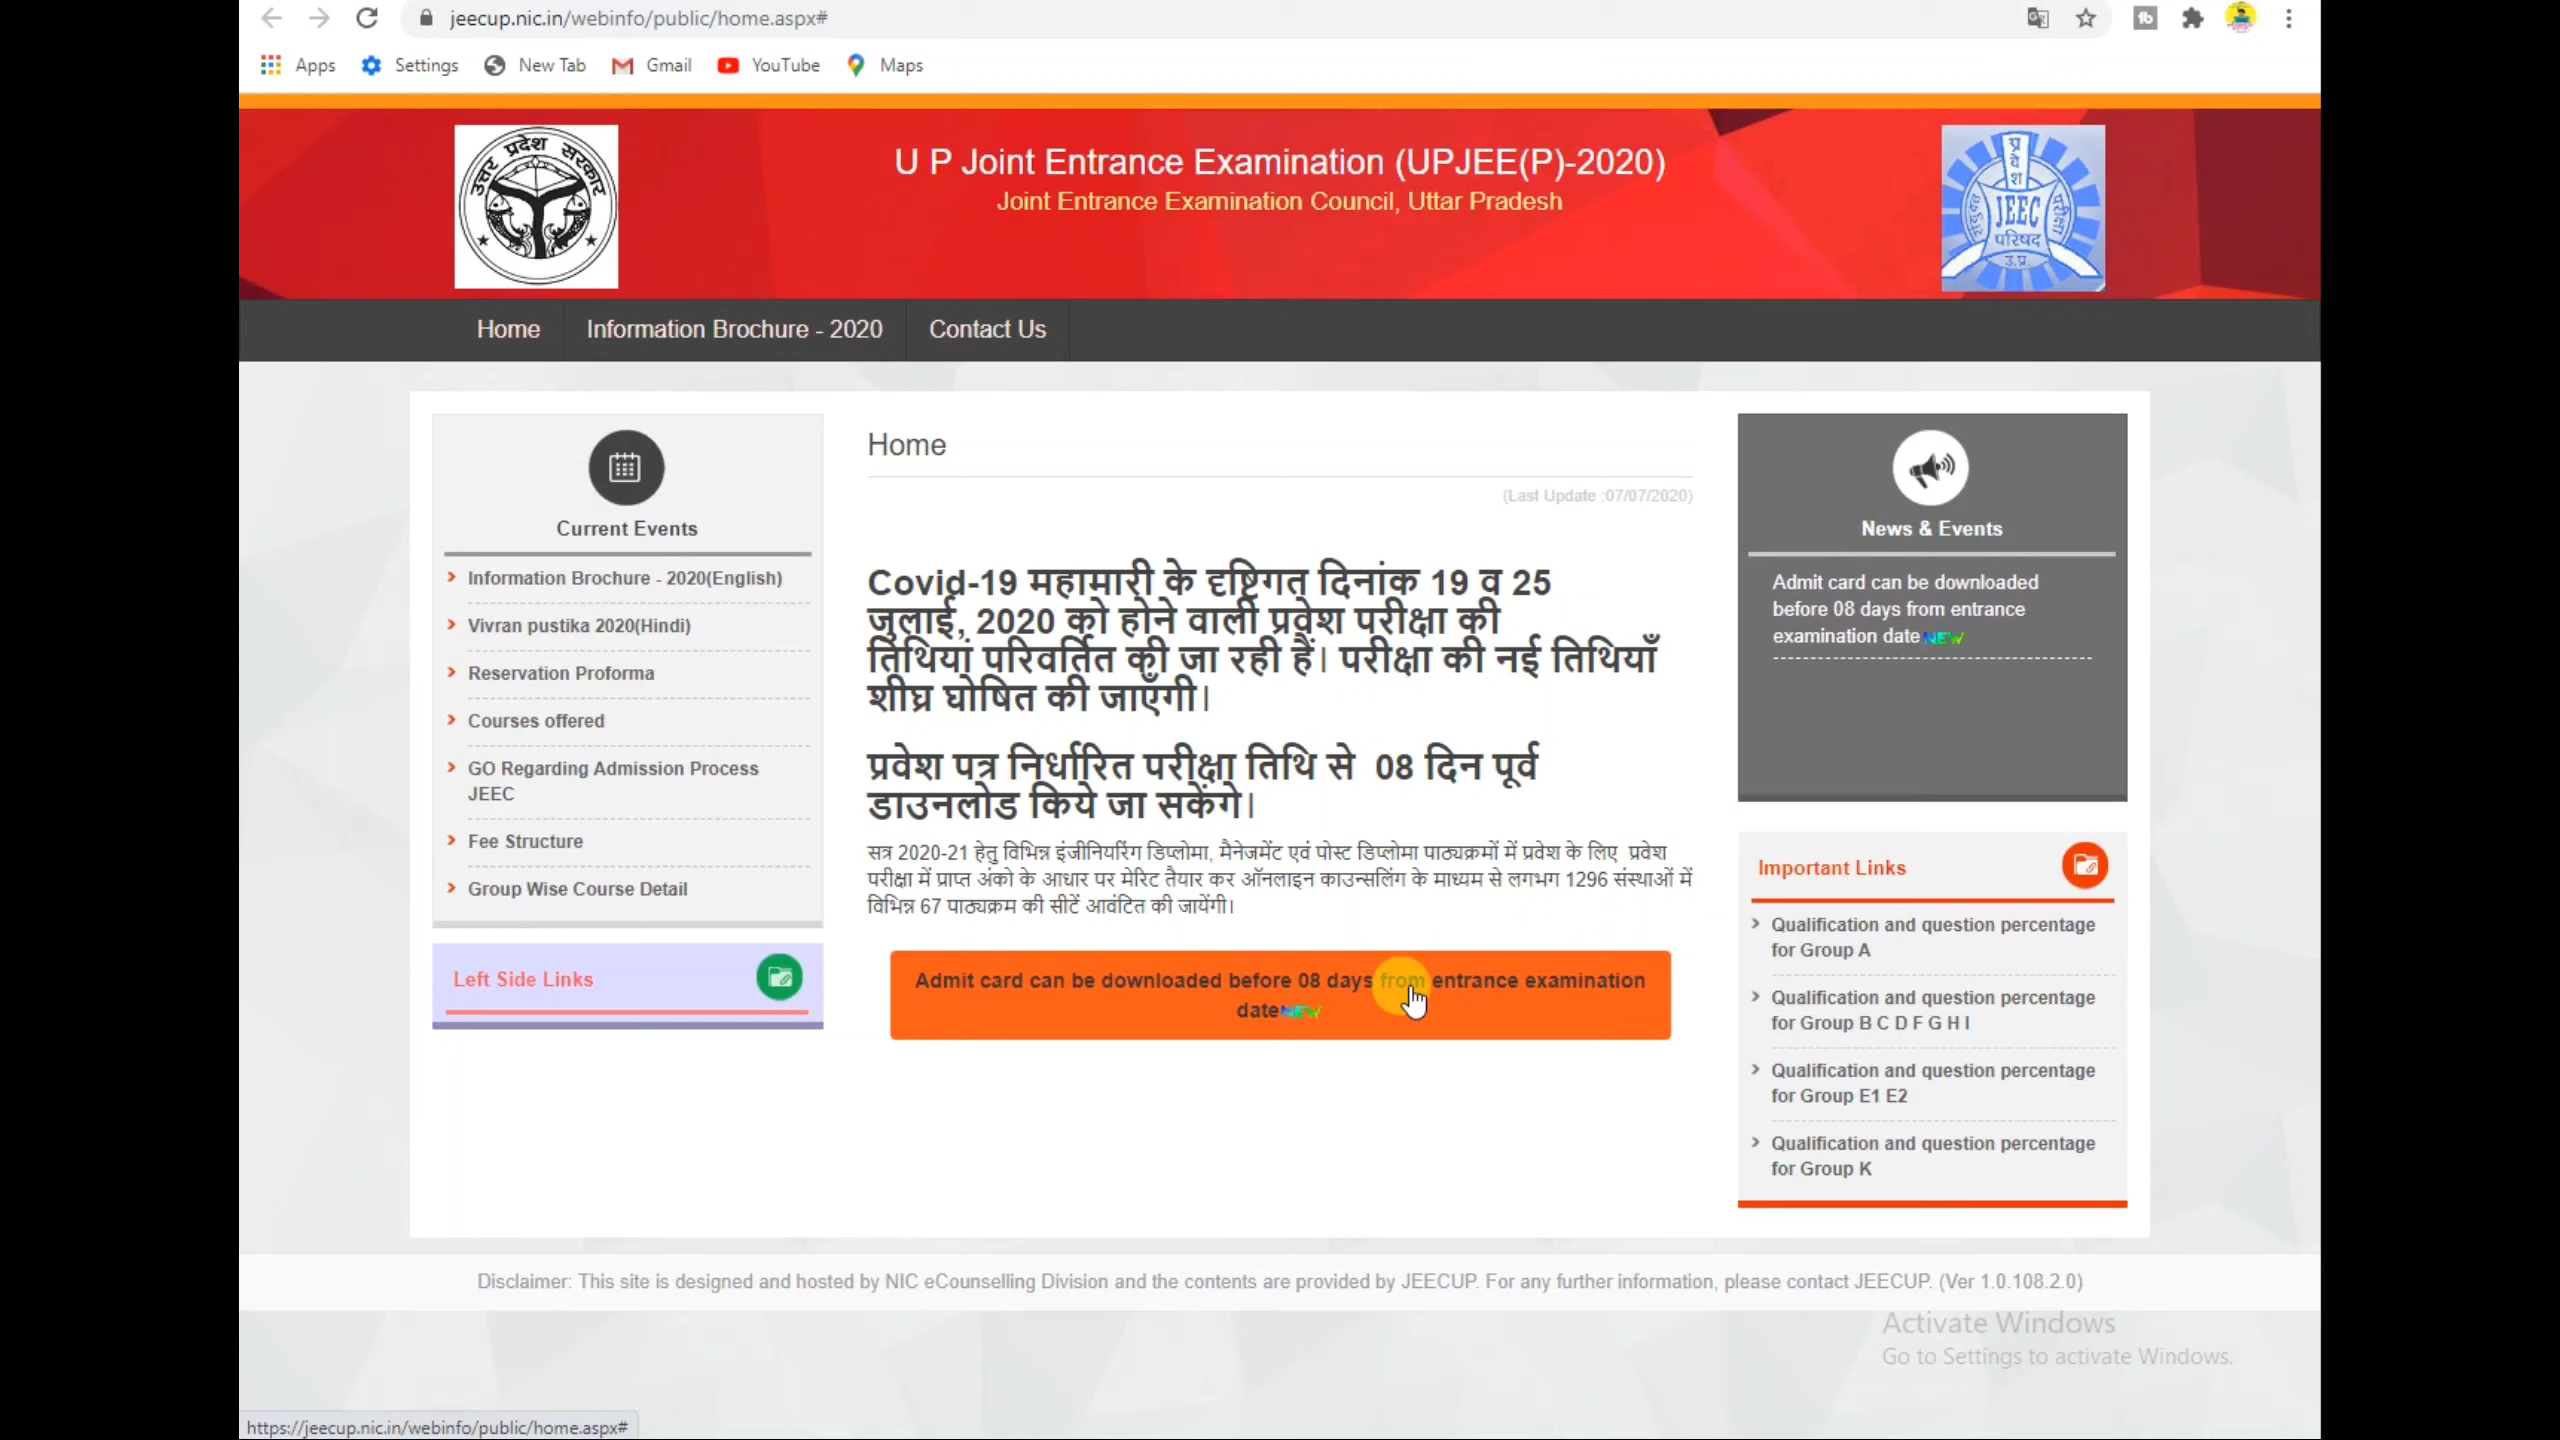 jeecup.nic.in/webinfo/public/home.aspx#
Apps Settings New Tab Gmail YouTube Maps
उत्तर प्रदेश सरकार
U P Joint Entrance Examination (UPJEE(P)-2020)
Joint Entrance Examination Council, Uttar Pradesh
प्रवेश
संयुक्त JEEC परीक्षा
परिषद
उ.प्र.
Home Information Brochure - 2020 Contact Us
Current Events
Information Brochure - 2020(English)
Vivran pustika 2020(Hindi)
Reservation Proforma
Courses offered
GO Regarding Admission Process
JEEC
Fee Structure
Group Wise Course Detail
Left Side Links
Home
(Last Update :07/07/2020)
Covid-19 महामारी के दृष्टिगत दिनांक 19 व 25
जुलाई, 2020 को होने वाली प्रवेश परीक्षा की
तिथियां परिवर्तित की जा रही हैं। परीक्षा की नई तिथियाँ
शीघ्र घोषित की जाएँगी।
प्रवेश पत्र निर्धारित परीक्षा तिथि से 08 दिन पूर्व
डाउनलोड किये जा सकेंगे।
सत्र 2020-21 हेतु विभिन्न इंजीनियरिंग डिप्लोमा, मैनेजमेंट एवं पोस्ट डिप्लोमा पाठ्यक्रमों में प्रवेश के लिए प्रवेश
परीक्षा में प्राप्त अंको के आधार पर मेरिट तैयार कर ऑनलाइन काउन्सलिंग के माध्यम से लगभग 1296 संस्थाओं में
विभिन्न 67 पाठ्यक्रम की सीटें आवंटित की जायेंगी।
Admit card can be downloaded before 08 days from entrance examination
dateNEW
News & Events
Admit card can be downloaded
before 08 days from entrance
examination dateNEW
Important Links
Qualification and question percentage
for Group A
Qualification and question percentage
for Group B C D F G H I
Qualification and question percentage
for Group E1 E2
Qualification and question percentage
for Group K
Disclaimer: This site is designed and hosted by NIC eCounselling Division and the contents are provided by JEECUP. For any further information, please contact JEECUP. (Ver 1.0.108.2.0)
Activate Windows
Go to Settings to activate Windows.
https://jeecup.nic.in/webinfo/public/home.aspx#